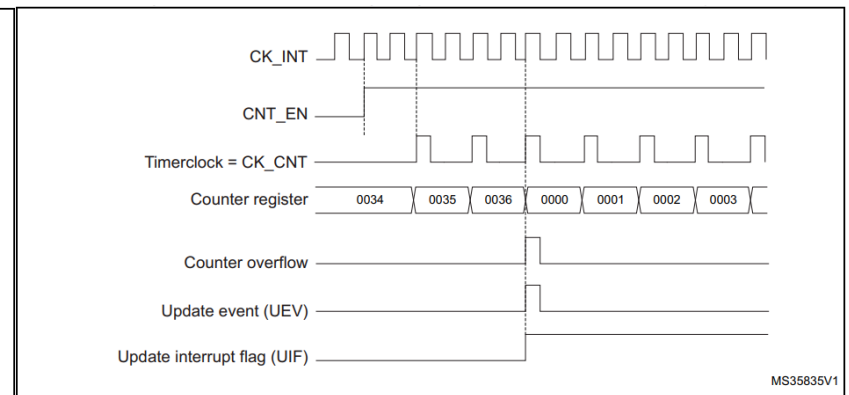 CK_INT
CNT_EN
Timerclock = CK_CNT
Counter register 0034 0035 0036 0000 0001 0002 0003
Counter overflow
Update event (UEV)
Update interrupt flag (UIF)
MS35835V1